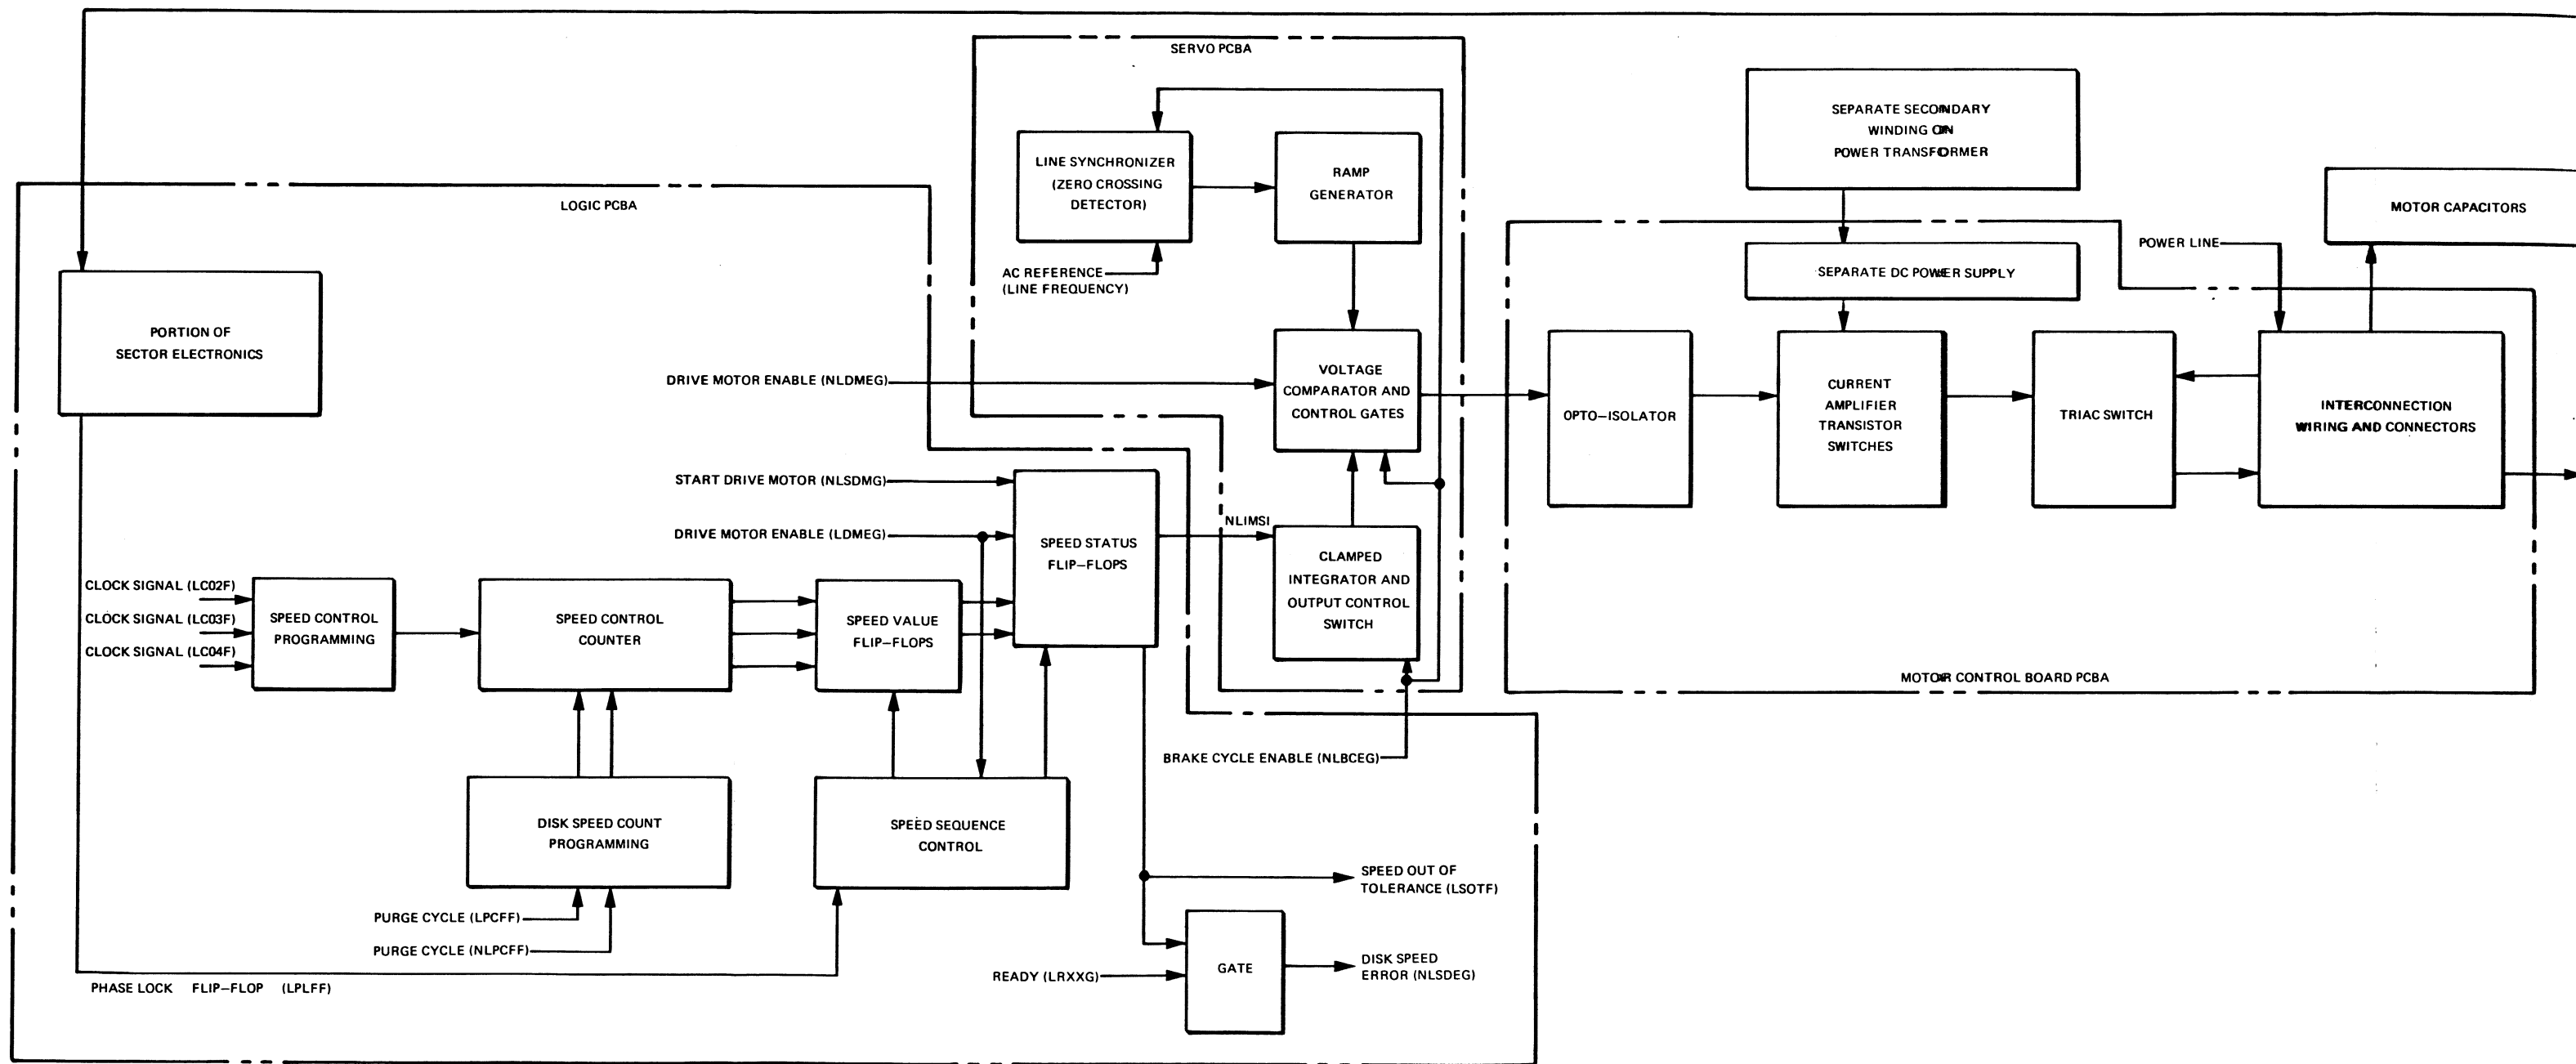 SERVO PCBA
LINE SYNCHRONIZER
(ZERO CROSSING
DETECTOR)
RAMP
GENERATOR
AC REFERENCE
(LINE FREQUENCY)
SEPARATE SECONDARY
WINDING ON
POWER TRANSFORMER
LOGIC PCBA
MOTOR CAPACITORS
POWER LINE
SEPARATE DC POWER SUPPLY
PORTION OF
SECTOR ELECTRONICS
DRIVE MOTOR ENABLE (NLDMEG)
VOLTAGE
COMPARATOR AND
CONTROL GATES
OPTO-ISOLATOR
CURRENT
AMPLIFIER
TRANSISTOR
SWITCHES
TRIAC SWITCH
INTERCONNECTION
WIRING AND CONNECTORS
START DRIVE MOTOR (NLSDMG)
DRIVE MOTOR ENABLE (LDMEG)
SPEED STATUS
FLIP-FLOPS
NLIMSI
CLAMPED
INTEGRATOR AND
OUTPUT CONTROL
SWITCH
CLOCK SIGNAL (LC02F)
CLOCK SIGNAL (LC03F)
CLOCK SIGNAL (LC04F)
SPEED CONTROL
PROGRAMMING
SPEED CONTROL
COUNTER
SPEED VALUE
FLIP-FLOPS
MOTOR CONTROL BOARD PCBA
BRAKE CYCLE ENABLE (NLBCEG)
DISK SPEED COUNT
PROGRAMMING
SPEED SEQUENCE
CONTROL
SPEED OUT OF
TOLERANCE (LSOTF)
PURGE CYCLE (LPCFF)
PURGE CYCLE (NLPCFF)
READY (LRXXG)
GATE
DISK SPEED
ERROR (NLSDEG)
PHASE LOCK FLIP-FLOP (LPLFF)